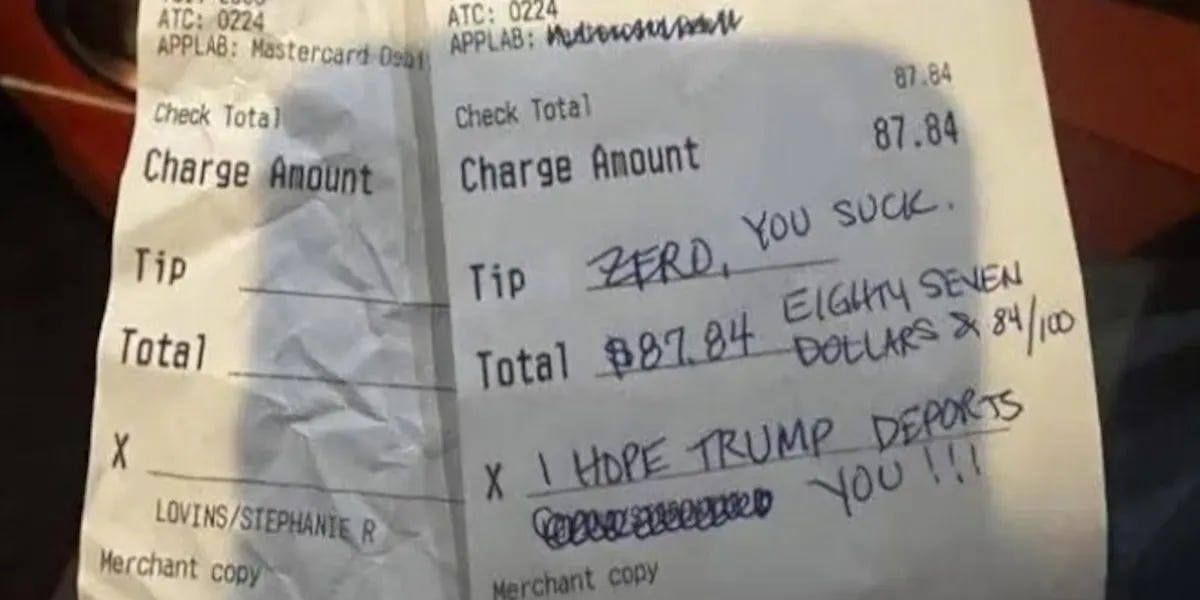 ATC: 0224
APPLAB: Mastercard Debi
Check Total
Charge Amount
Tip
Total
X
LOVINS/STEPHANIE R
Merchant copy
ATC: 0224
APPLAB:
Check Total 87.84
Charge Amount 87.84
Tip ZERO, YOU SUCK.
Total $87.84 EIGHTY SEVEN
DOLLARS & 84/100
X I HOPE TRUMP DEPORTS
YOU!!!
Merchant copy